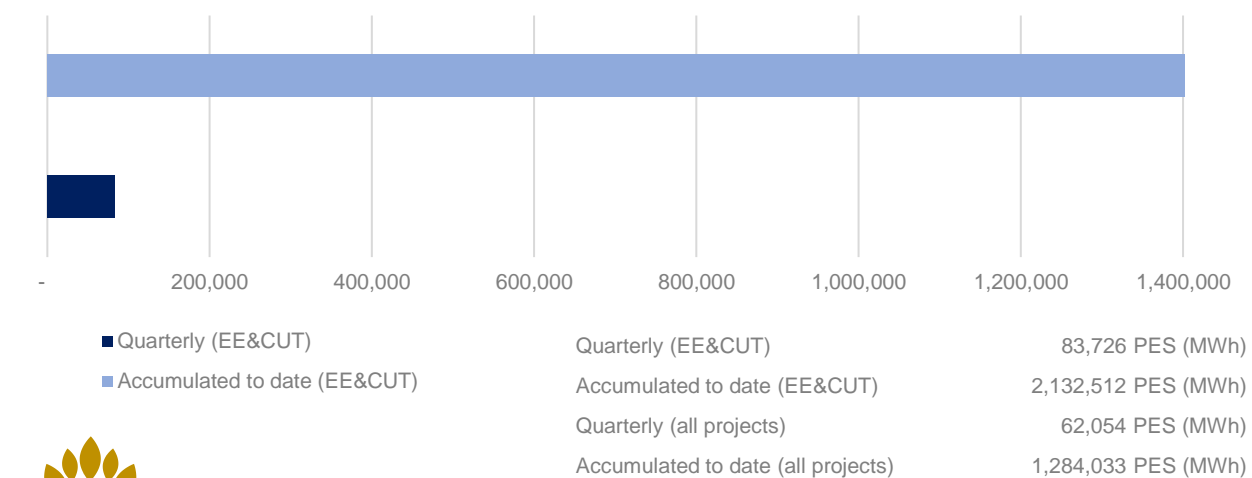 - 200,000 400,000 600,000 800,000 1,000,000 1,200,000 1,400,000
Quarterly (EE&CUT)
Accumulated to date (EE&CUT)
Quarterly (EE&CUT) 83,726 PES (MWh)
Accumulated to date (EE&CUT) 2,132,512 PES (MWh)
Quarterly (all projects) 62,054 PES (MWh)
Accumulated to date (all projects) 1,284,033 PES (MWh)